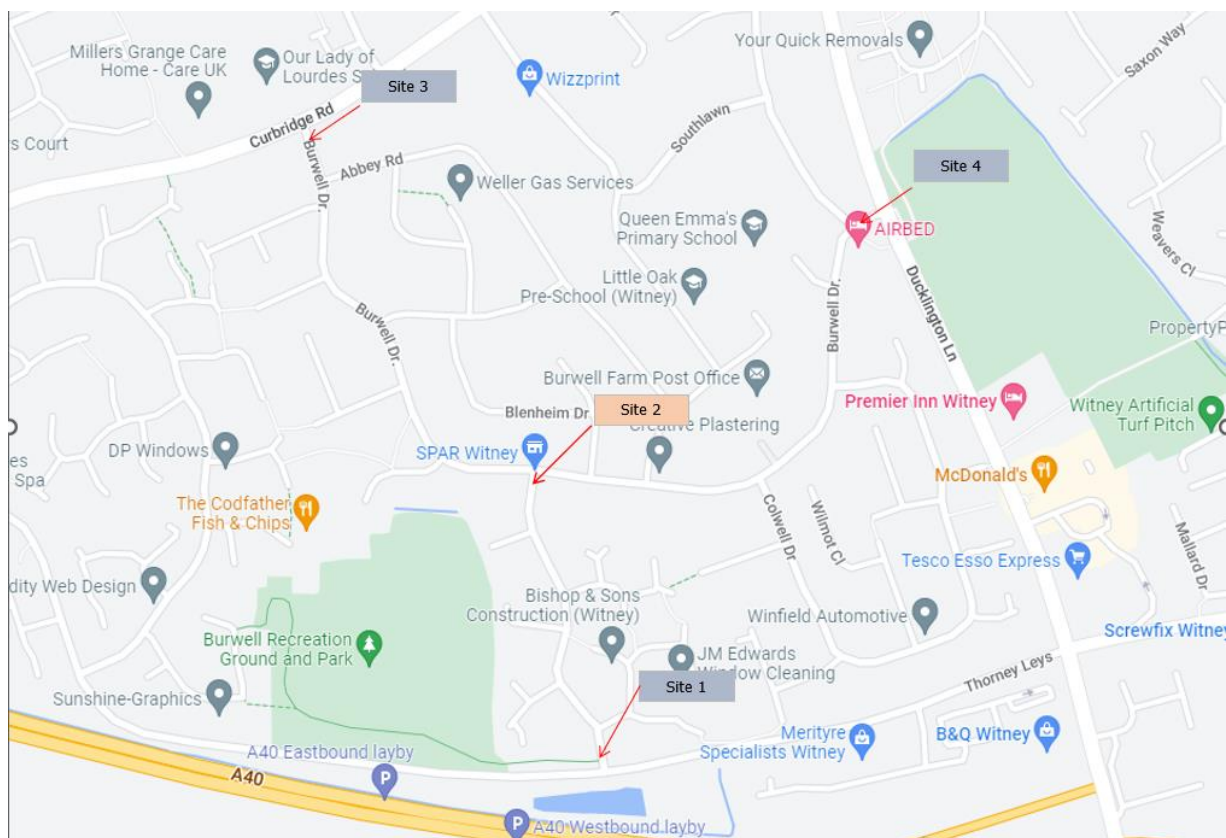 Millers Grange Care
Home - Care UK
Our Lady of
Lourdes S
Site 3
Wizzprint
Your Quick Removals
Saxon Way
s Court
Curbridge Rd
Burwell Dr.
Abbey Rd
Southlawn
Weller Gas Services
Site 4
Queen Emma's
Primary School
AIRBED
Weavers Cl
Little Oak
Pre-School (Witney)
Ducklington Ln
Burwell Dr.
Burwell Dr.
PropertyP
Burwell Farm Post Office
Blenheim Dr
Site 2
Creative Plastering
Premier Inn Witney
Witney Artificial
Turf Pitch
es
Spa
DP Windows
SPAR Witney
McDonald's
The Codfather
Fish & Chips
Colwell Dr
Wilmot Cl
Mallard Dr
Tesco Esso Express
dity Web Design
Bishop & Sons
Construction (Witney)
Winfield Automotive
Screwfix Witney
Burwell Recreation
Ground and Park
JM Edwards
Window Cleaning
Site 1
Thorney Leys
Sunshine-Graphics
Merityre
Specialists Witney
B&Q Witney
A40 Eastbound layby
A40
A40 Westbound layby